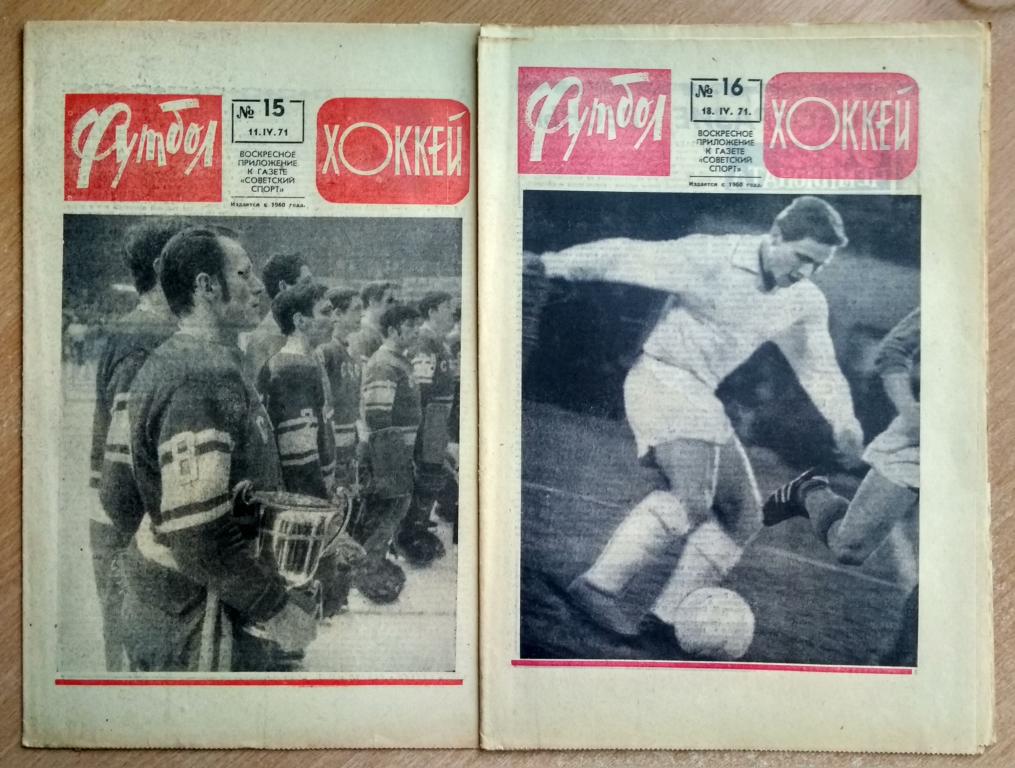 Футбол
№ 15
11. IV. 71
ВОСКРЕСНОЕ
ПРИЛОЖЕНИЕ
К ГАЗЕТЕ
«СОВЕТСКИЙ
СПОРТ»
Издается с 1960 года.
ХОККЕЙ
8
Футбол
№ 16
18. IV. 71.
ВОСКРЕСНОЕ
ПРИЛОЖЕНИЕ
К ГАЗЕТЕ
«СОВЕТСКИЙ
СПОРТ»
Издается с 1960 года.
ХОККЕЙ